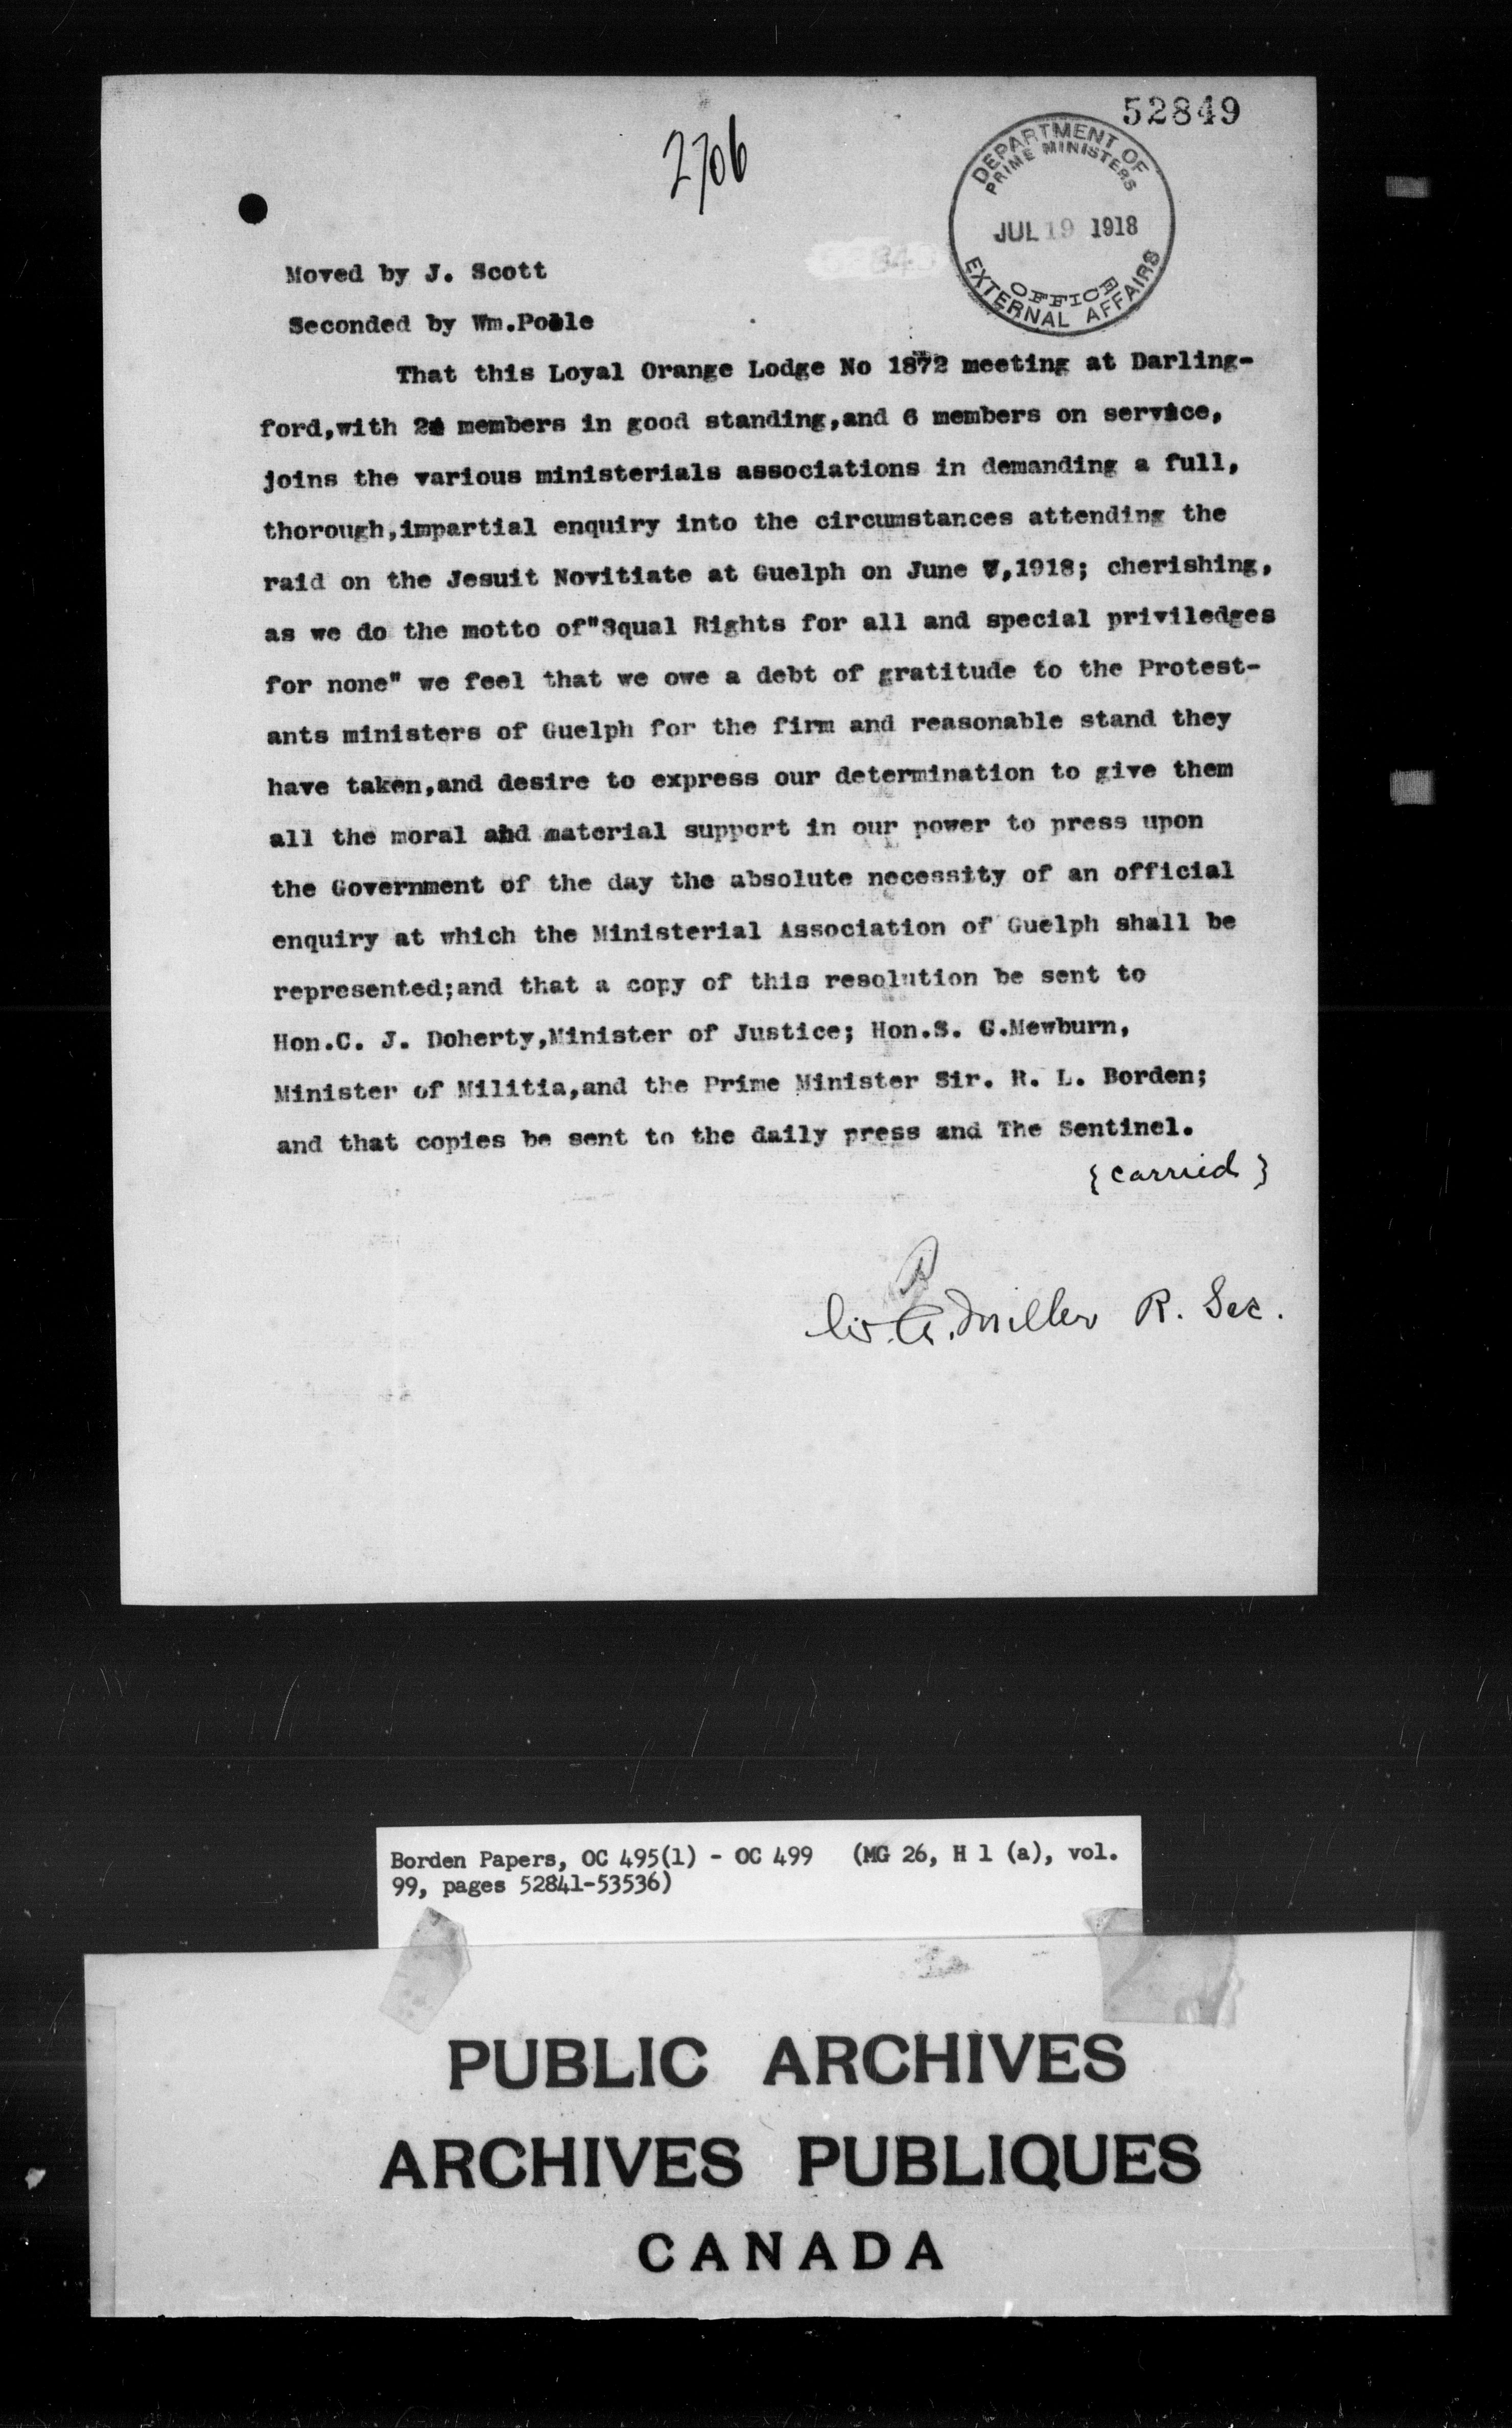 52849
2706
DEPARTMENT OF
PRIME MINISTERS
JUL 19 1918
OFFICE
EXTERNAL AFFAIRS
Moved by J. Scott
Seconded by Wm.Poole
That this Loyal Orange Lodge No 1872 meeting at Darling-
ford,with members in good standing,and 6 members on service,
joins the various ministerials associations in demanding a full,
thorough,impartial enquiry into the circumstances attending the
raid on the Jesuit Novitiate at Guelph on June 7,1918; cherishing,
as we do the motto of"3qual Rights for all and special priviledges
for none" we feel that we owe a debt of gratitude to the Protest-
ants ministers of Guelph for the firm and reasonable stand they
have taken,and desire to express our determination to give them
all the moral and material support in our power to press upon
the Government of the day the absolute necessity of an official
enquiry at which the Ministerial Association of Guelph shall be
represented;and that a copy of this resolution be sent to
Hon.C. J. Doherty,Minister of Justice; Hon.S. C.Mewburn,
Minister of Militia,and the Prime Minister Sir. R. L. Borden;
and that copies be sent to the daily press and The Sentinel.
{carried}
Miller R. Sec.
Borden Papers, OC 495(1) - OC 499 (MG 26, H 1 (a), vol.
99, pages 52841-53536)
PUBLIC ARCHIVES
ARCHIVES PUBLIQUES
CANADA